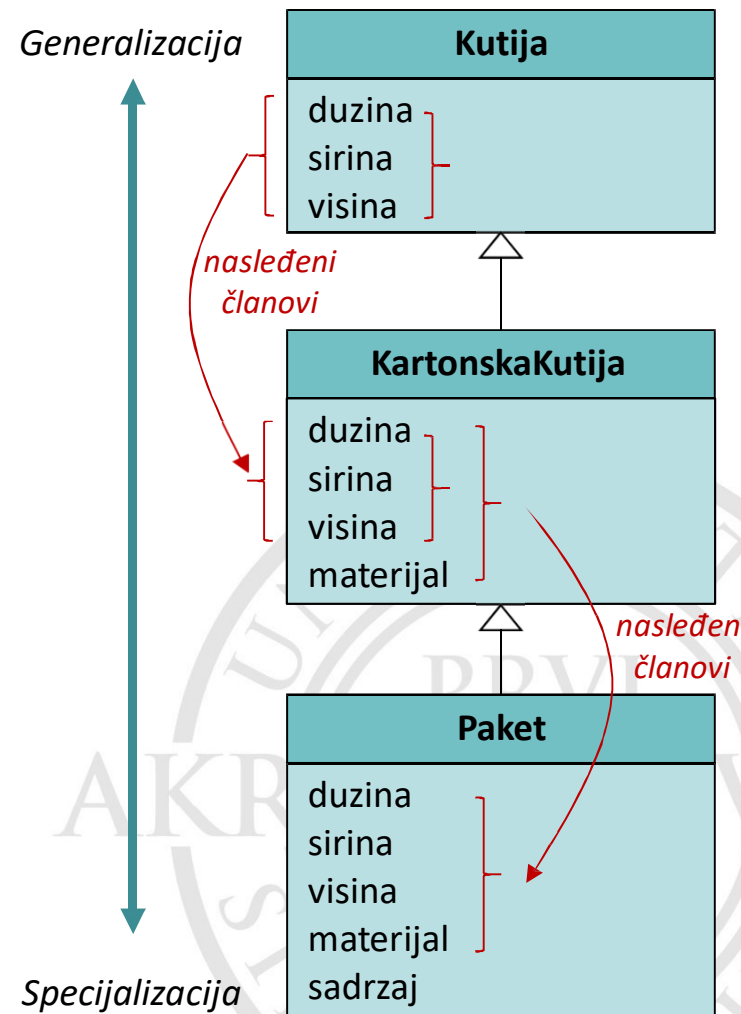 Generalizacija
Kutija
duzina
sirina
visina
nasleđeni
članovi
KartonskaKutija
duzina
sirina
visina
materijal
nasleđen
članovi
Paket
duzina
sirina
visina
materijal
sadrzaj
Specijalizacija